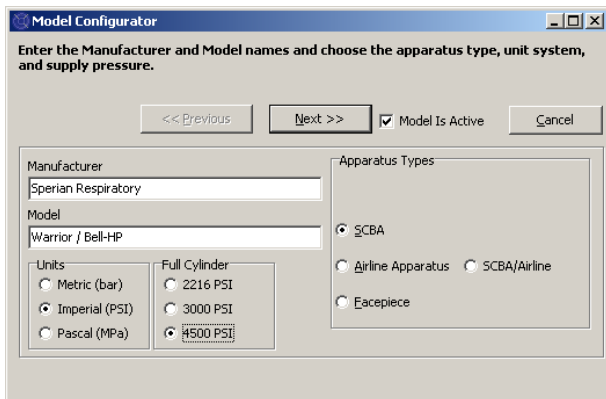 Model Configurator
Enter the Manufacturer and Model names and choose the apparatus type, unit system,
and supply pressure.
<< Previous
Next >>
Model Is Active
Cancel
Manufacturer
Sperian Respiratory
Model
Warrior / Bell-HP
Units
Metric (bar)
Imperial (PSI)
Pascal (MPa)
Full Cylinder
2216 PSI
3000 PSI
4500 PSI
Apparatus Types
SCBA
Airline Apparatus
SCBA/Airline
Facepiece